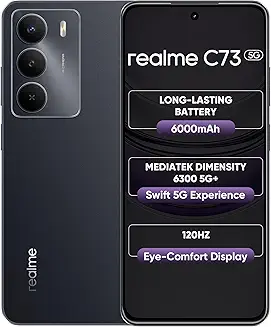 realme C73 5G
LONG-LASTING
BATTERY
6000mAh
MEDIATEK DIMENSITY
6300 5G+
Swift 5G Experience
120HZ
Eye-Comfort Display
realme